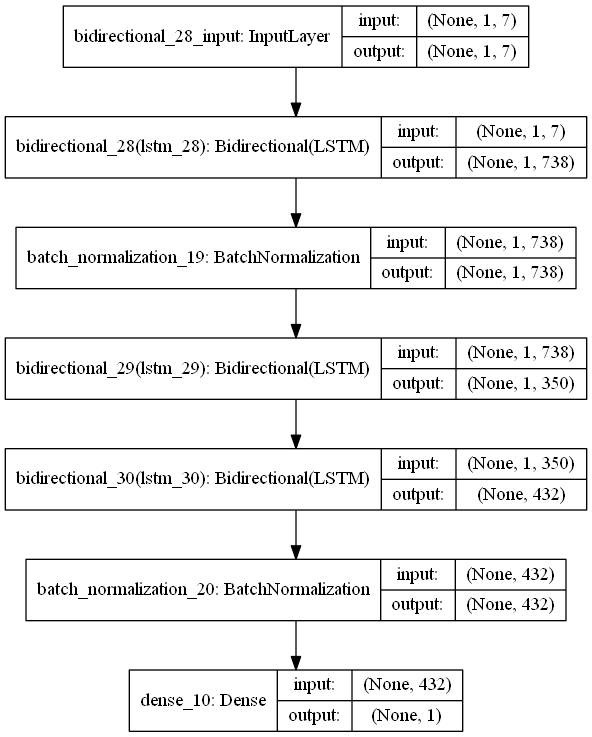 bidirectional_28_input: InputLayer
input: (None, 1, 7)
output: (None, 1, 7)
bidirectional_28(lstm_28): Bidirectional(LSTM)
input: (None, 1, 7)
output: (None, 1, 738)
batch_normalization_19: BatchNormalization
input: (None, 1, 738)
output: (None, 1, 738)
bidirectional_29(lstm_29): Bidirectional(LSTM)
input: (None, 1, 738)
output: (None, 1, 350)
bidirectional_30(lstm_30): Bidirectional(LSTM)
input: (None, 1, 350)
output: (None, 432)
batch_normalization_20: BatchNormalization
input: (None, 432)
output: (None, 432)
dense_10: Dense
input: (None, 432)
output: (None, 1)